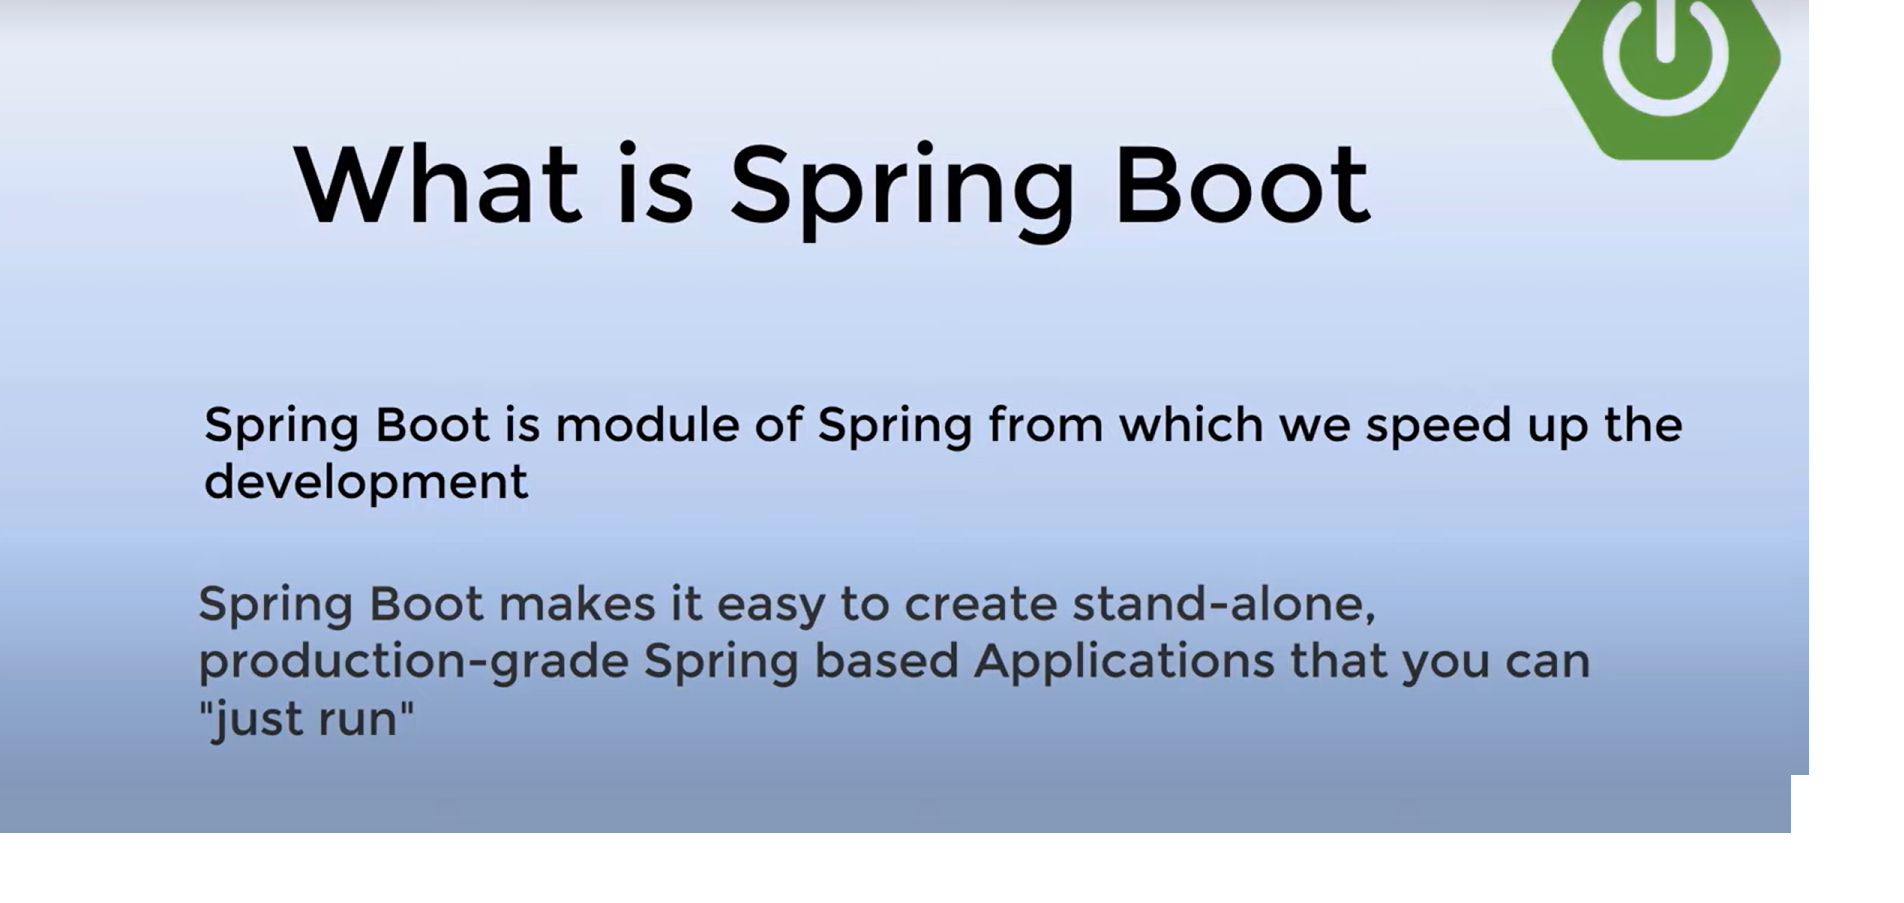 What is Spring Boot
Spring Boot is module of Spring from which we speed up the
development
Spring Boot makes it easy to create stand-alone,
production-grade Spring based Applications that you can
"just run"